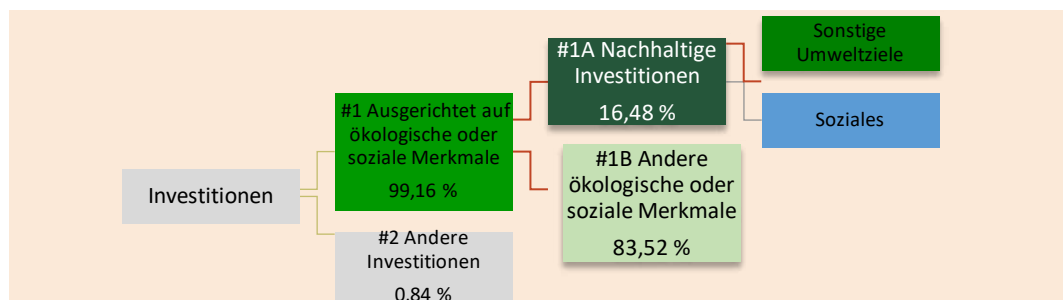 Investitionen
#1 Ausgerichtet auf
ökologische oder
soziale Merkmale
99,16 %
#2 Andere
Investitionen
0,84 %
#1A Nachhaltige
Investitionen
16,48 %
#1B Andere
ökologische oder
soziale Merkmale
83,52 %
Sonstige
Umweltziele
Soziales